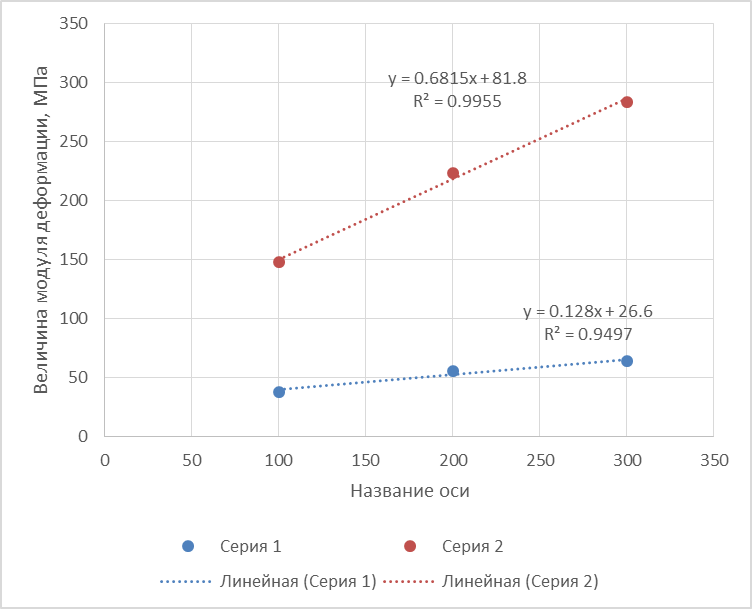 350
300
250
200
150
100
50
0
Величина модуля деформации, МПа
y = 0.6815x + 81.8
R² = 0.9955
y = 0.128x + 26.6
R² = 0.9497
0 50 100 150 200 250 300 350
Название оси
Серия 1 Серия 2
Линейная (Серия 1) Линейная (Серия 2)